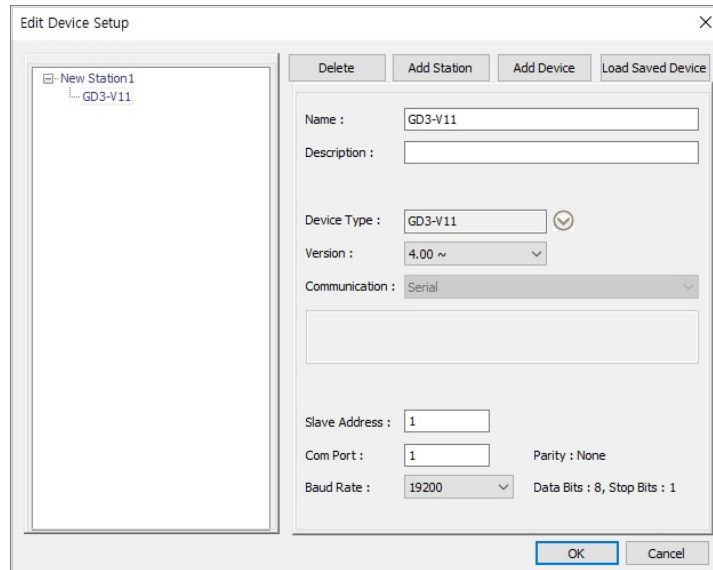 Edit Device Setup
New Station1
GD3-V11
Delete Add Station Add Device Load Saved Device
Name : GD3-V11
Description :
Device Type : GD3-V11
Version : 4.00 ~
Communication : Serial
Slave Address : 1
Com Port : 1 Parity : None
Baud Rate : 19200 Data Bits : 8, Stop Bits : 1
OK Cancel